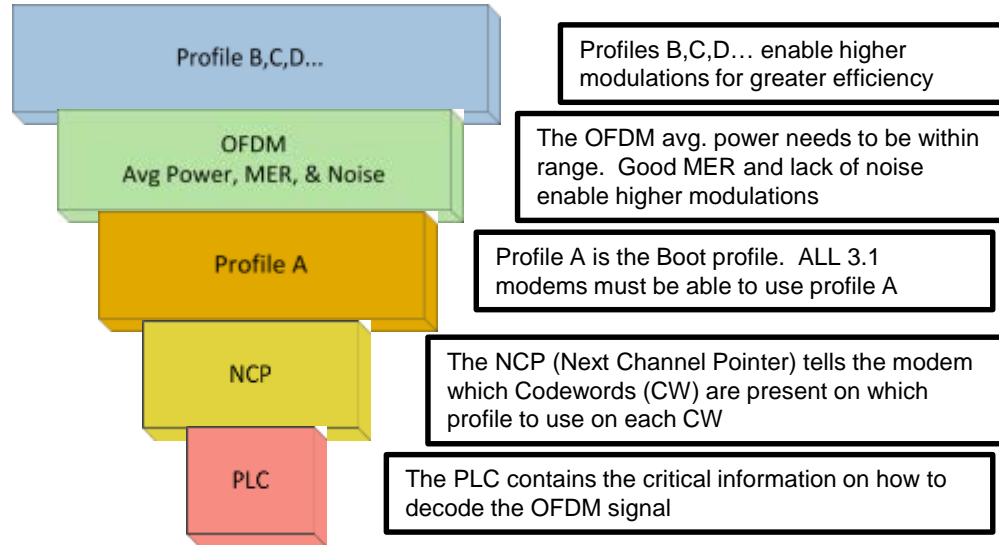 Profile B,C,D...
Profiles B,C,D… enable higher
modulations for greater efficiency
OFDM
Avg Power, MER, & Noise
The OFDM avg. power needs to be within
range.  Good MER and lack of noise
enable higher modulations
Profile A
Profile A is the Boot profile.  ALL 3.1
modems must be able to use profile A
NCP
The NCP (Next Channel Pointer) tells the modem
which Codewords (CW) are present on which
profile to use on each CW
PLC
The PLC contains the critical information on how to
decode the OFDM signal